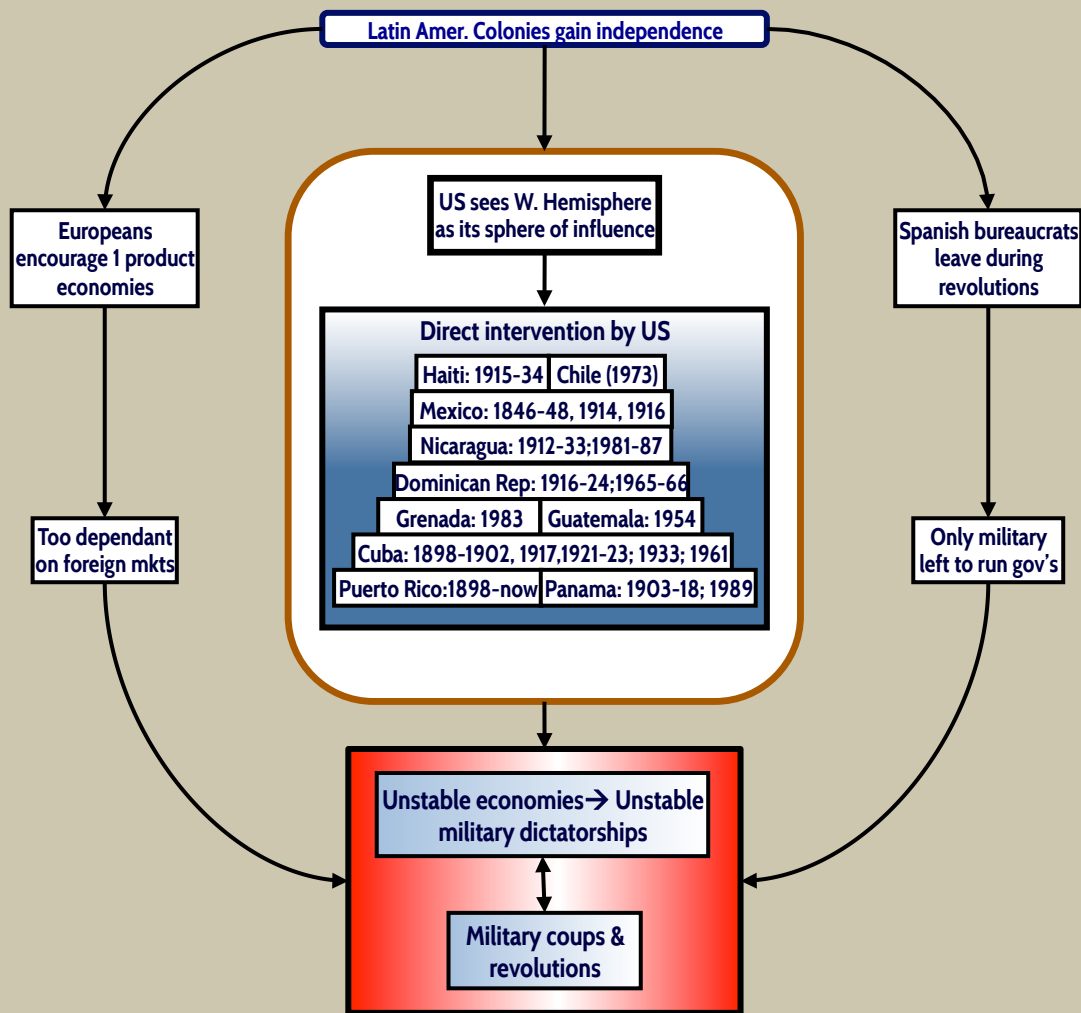 Latin Amer. Colonies gain independence
Europeans
encourage 1 product
economies
Too dependant
on foreign mkts
US sees W. Hemisphere
as its sphere of influence
Direct intervention by US
Haiti: 1915-34 Chile (1973)
Mexico: 1846-48, 1914, 1916
Nicaragua: 1912-33;1981-87
Dominican Rep: 1916-24;1965-66
Grenada: 1983 Guatemala: 1954
Cuba: 1898-1902, 1917,1921-23; 1933; 1961
Puerto Rico:1898-now Panama: 1903-18; 1989
Spanish bureaucrats
leave during
revolutions
Only military
left to run gov's
Unstable economies→ Unstable
military dictatorships
Military coups &
revolutions